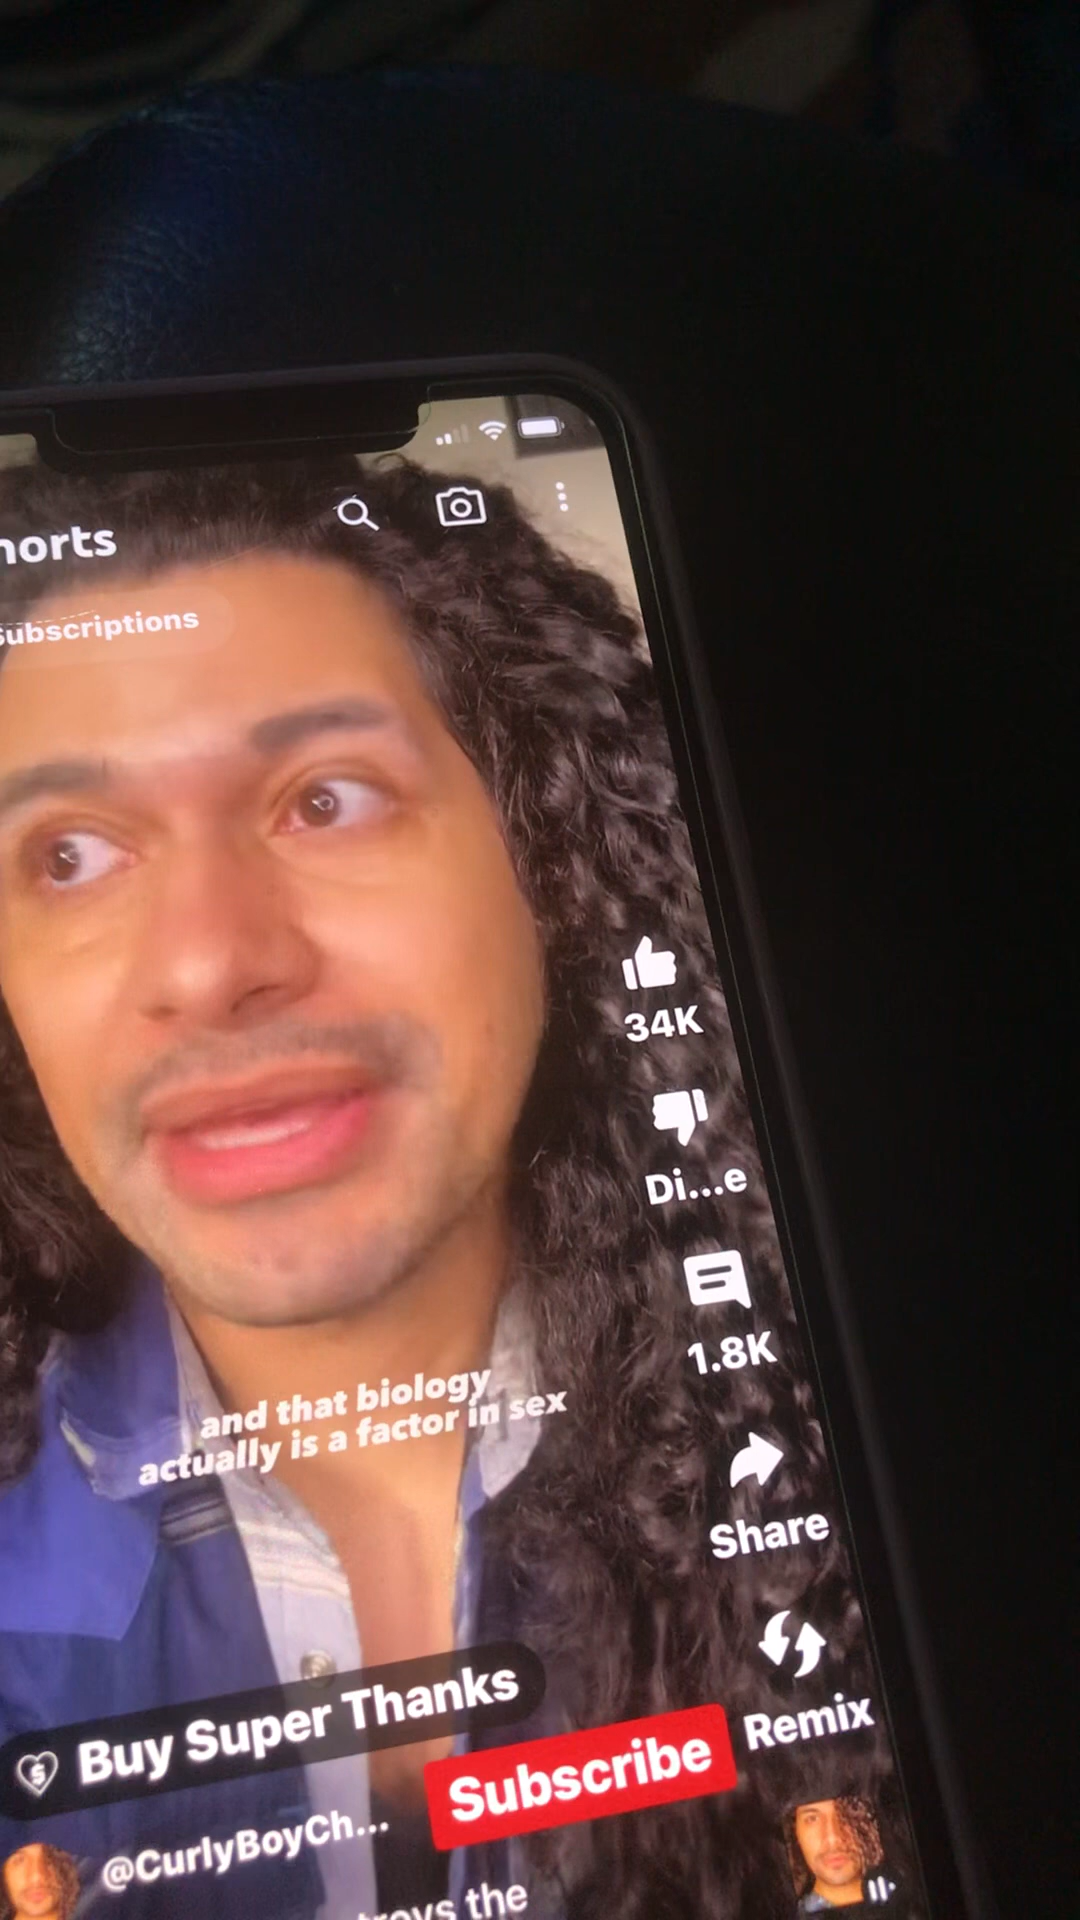 horts
Subscriptions
34K
Di...e
1.8K
and that biology
actually is a factor in sex
Share
Remix
Buy Super Thanks
Subscribe
@CurlyBoyCh...
the